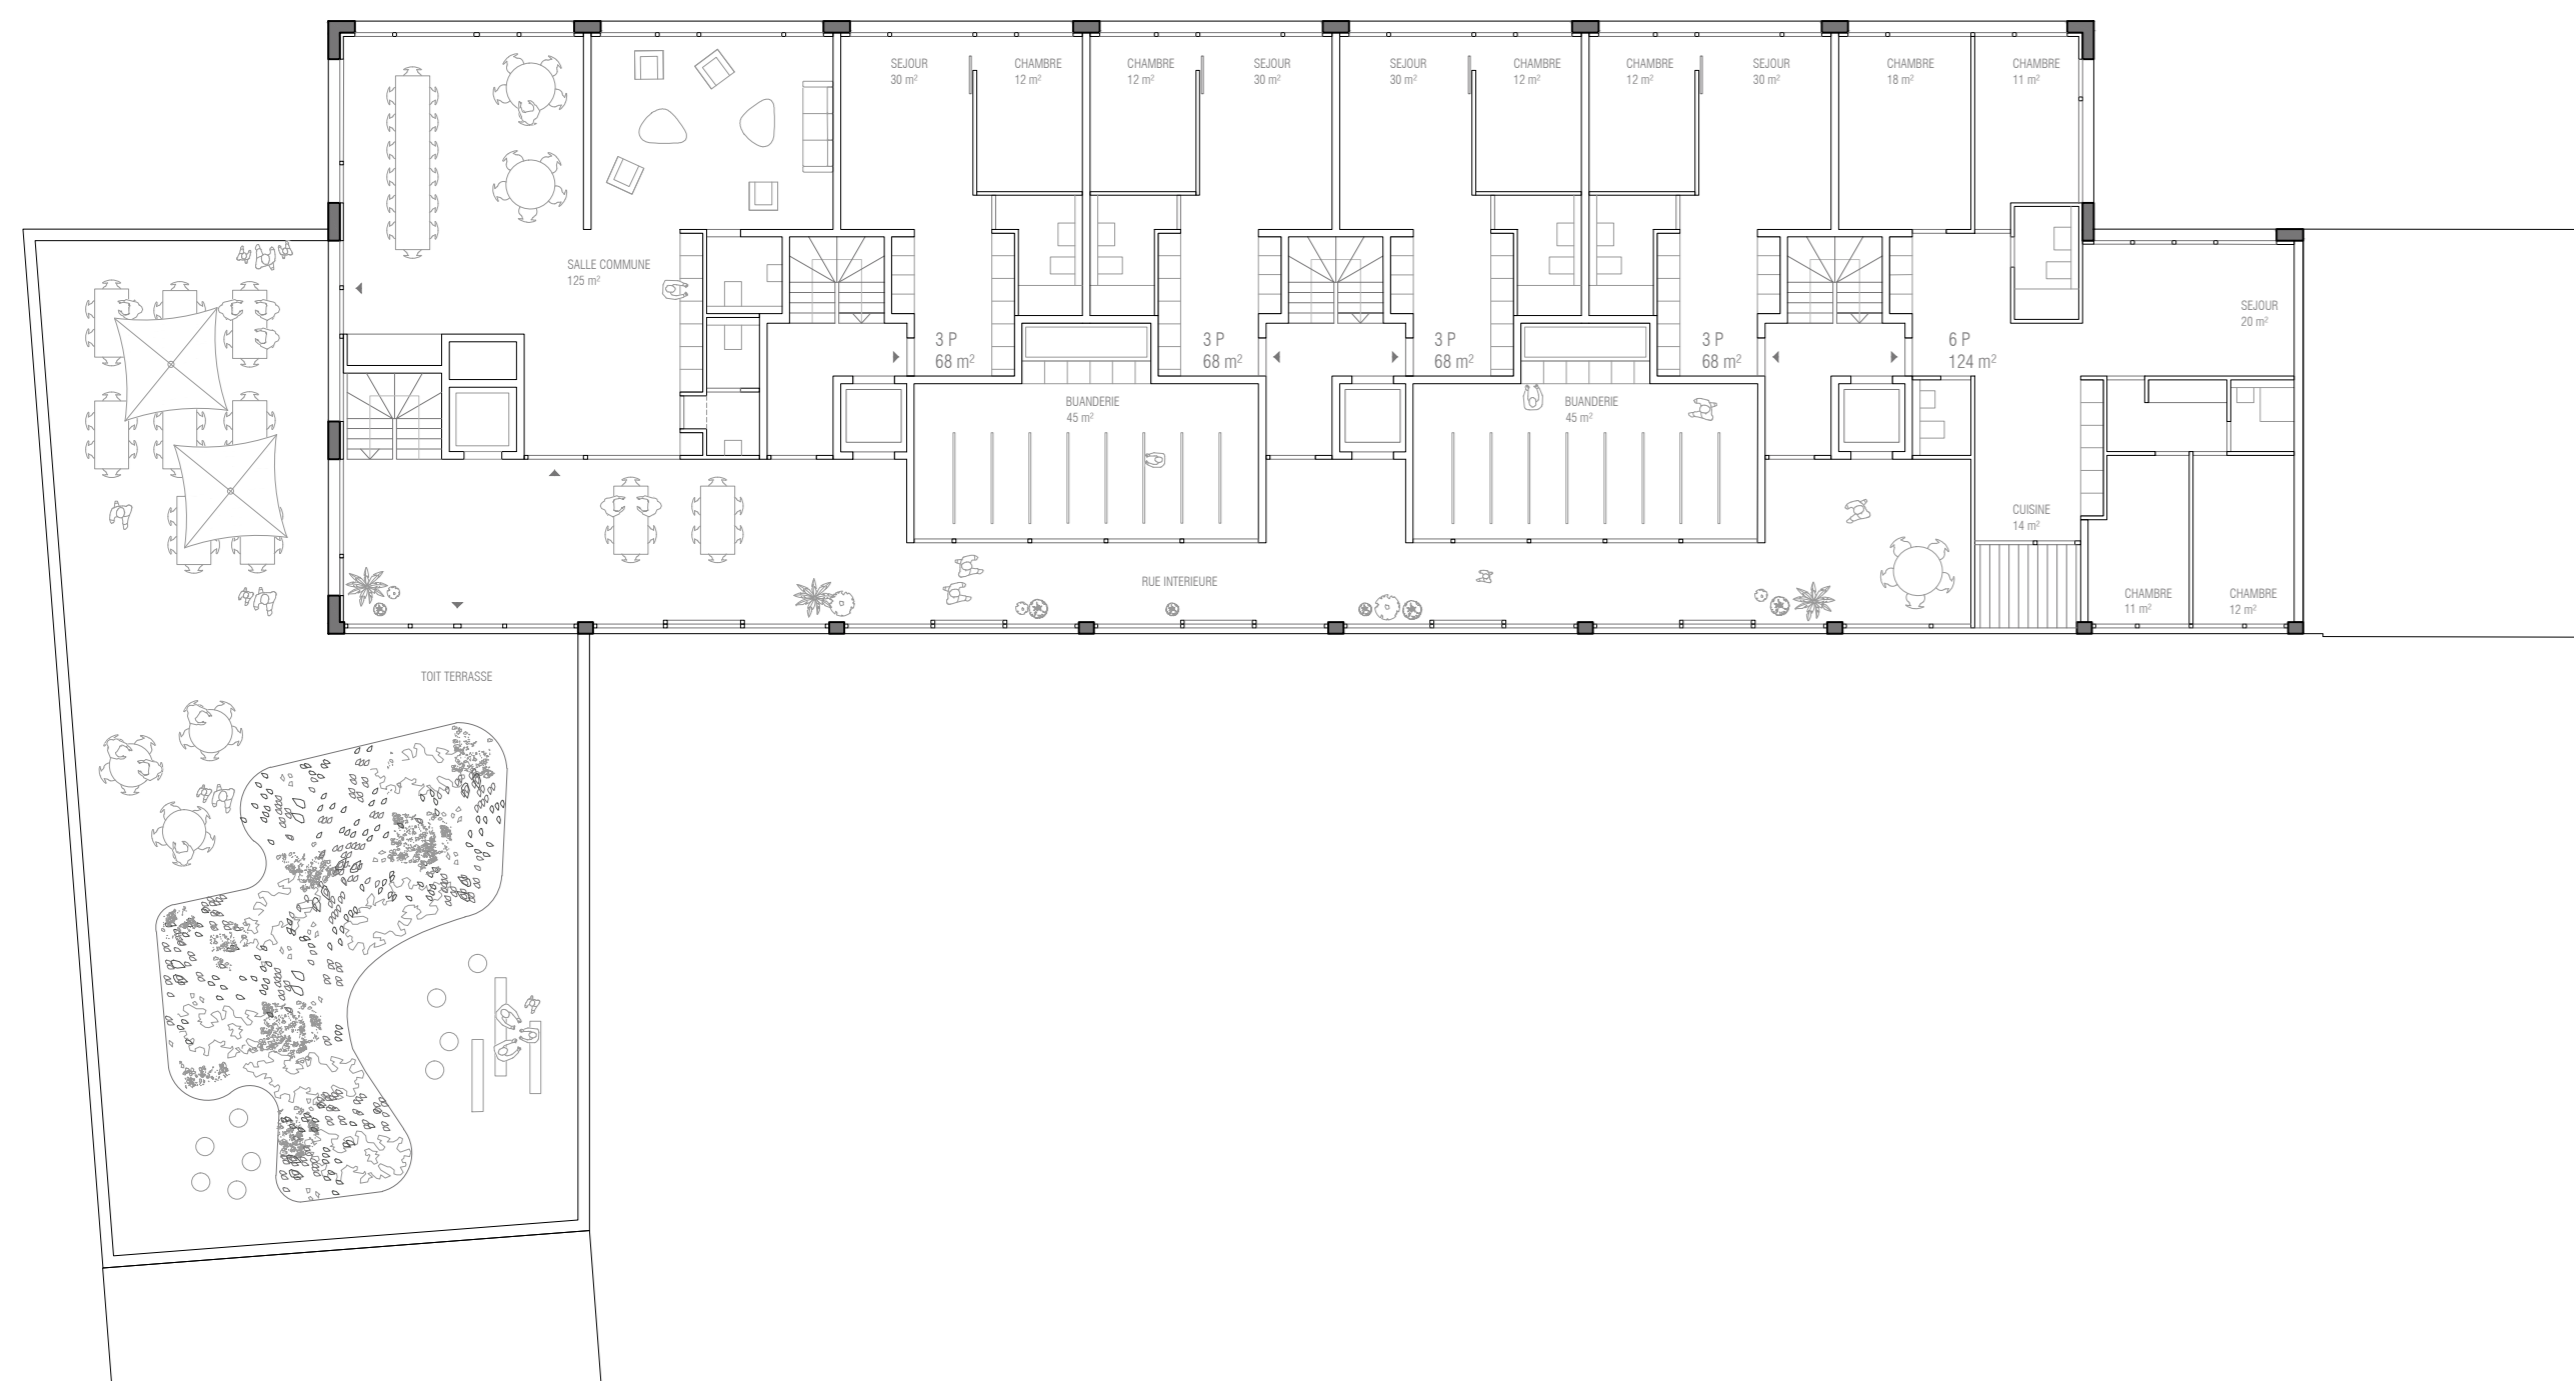 SEJOUR
30 m²
CHAMBRE
12 m²
CHAMBRE
12 m²
SEJOUR
30 m²
SEJOUR
30 m²
CHAMBRE
12 m²
CHAMBRE
12 m²
SEJOUR
30 m²
CHAMBRE
18 m²
CHAMBRE
11 m²
SALLE COMMUNE
125 m²
SEJOUR
20 m²
3 P
68 m²
3 P
68 m²
3 P
68 m²
3 P
68 m²
6 P
124 m²
BUANDERIE
45 m²
BUANDERIE
45 m²
CUISINE
14 m²
RUE INTERIEURE
CHAMBRE
11 m²
CHAMBRE
12 m²
TOIT TERRASSE